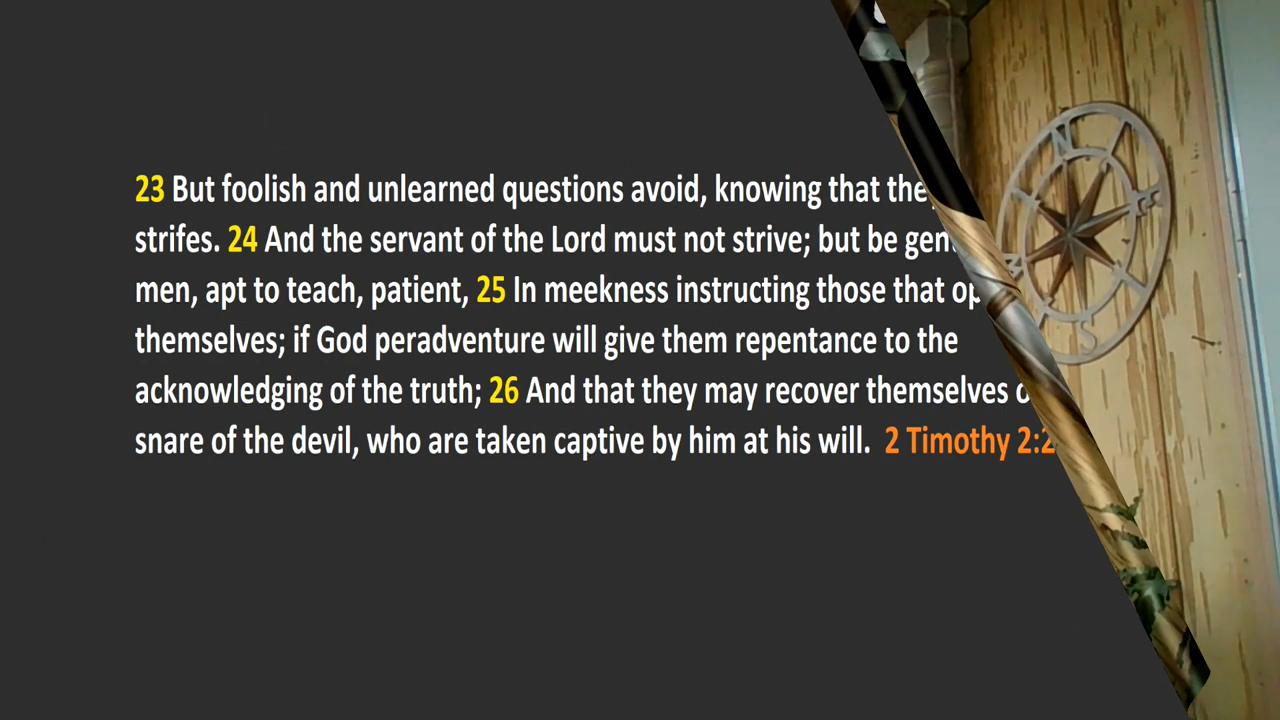 23 But foolish and unlearned questions avoid, knowing that
strifes. 24 And the servant of the Lord must not strive; but be
men, apt to teach, patient, 25 In meekness instructing those that
themselves; if God peradventure will give them repentance to the
acknowledging of the truth; 26 And that they may recover themselves
snare of the devil, who are taken captive by him at his will. 2 Timothy
N
E
S